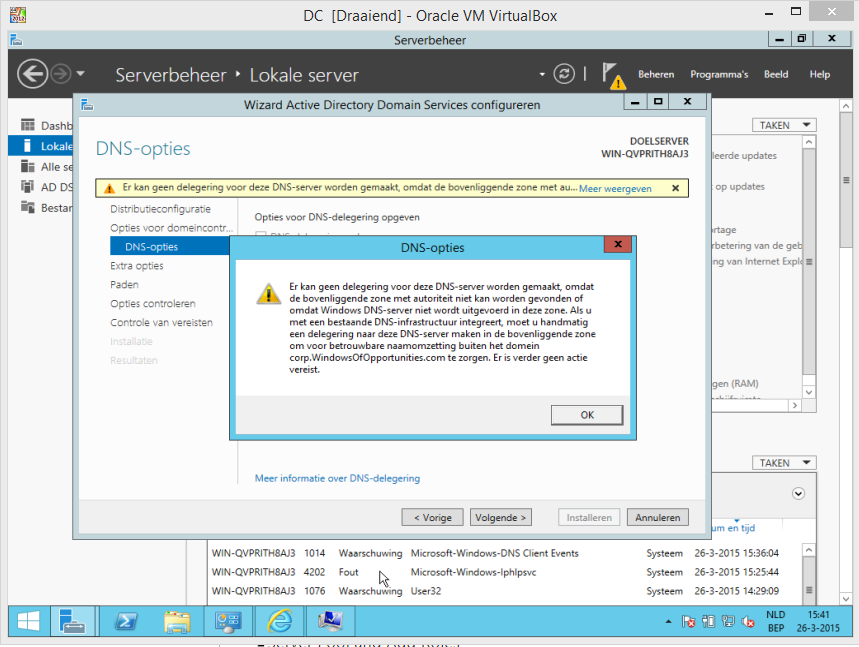 DC [Draaiend] - Oracle VM VirtualBox
Serverbeheer
Serverbeheer ‣ Lokale server
Beheren Programma's Beeld Help
Wizard Active Directory Domain Services configureren
Dashb
Lokale
Alle se
AD DS
Bestar
TAKEN
DNS-opties
DOELSERVER
WIN-QVPRITH8AJ3
leerde updates
op updates
Er kan geen delegering voor deze DNS-server worden gemaakt, omdat de bovenliggende zone met au... Meer weergeven
Distributieconfiguratie
Opties voor domeincontr...
DNS-opties
Extra opties
Paden
Opties controleren
Controle van vereisten
Installatie
Resultaten
Opties voor DNS-delegering opgeven
rtage
rbetering van de geb
ng van Internet Explo
DNS-opties
Er kan geen delegering voor deze DNS-server worden gemaakt, omdat
de bovenliggende zone met autoriteit niet kan worden gevonden of
omdat Windows DNS-server niet wordt uitgevoerd in deze zone. Als u
met een bestaande DNS-infrastructuur integreert, moet u handmatig
een delegering naar deze DNS-server maken in de bovenliggende zone
om voor betrouwbare naamomzetting buiten het domein
corp.WindowsOfOpportunities.com te zorgen. Er is verder geen actie
vereist.
OK
gen (RAM)
Meer informatie over DNS-delegering
TAKEN
< Vorige Volgende > Installeren Annuleren
um en tijd
WIN-QVPRITH8AJ3 1014 Waarschuwing Microsoft-Windows-DNS Client Events Systeem 26-3-2015 15:36:04
WIN-QVPRITH8AJ3 4202 Fout Microsoft-Windows-Iphlpsvc Systeem 26-3-2015 15:25:44
WIN-QVPRITH8AJ3 1076 Waarschuwing User32 Systeem 26-3-2015 14:29:09
NLD
BEP
15:41
26-3-2015